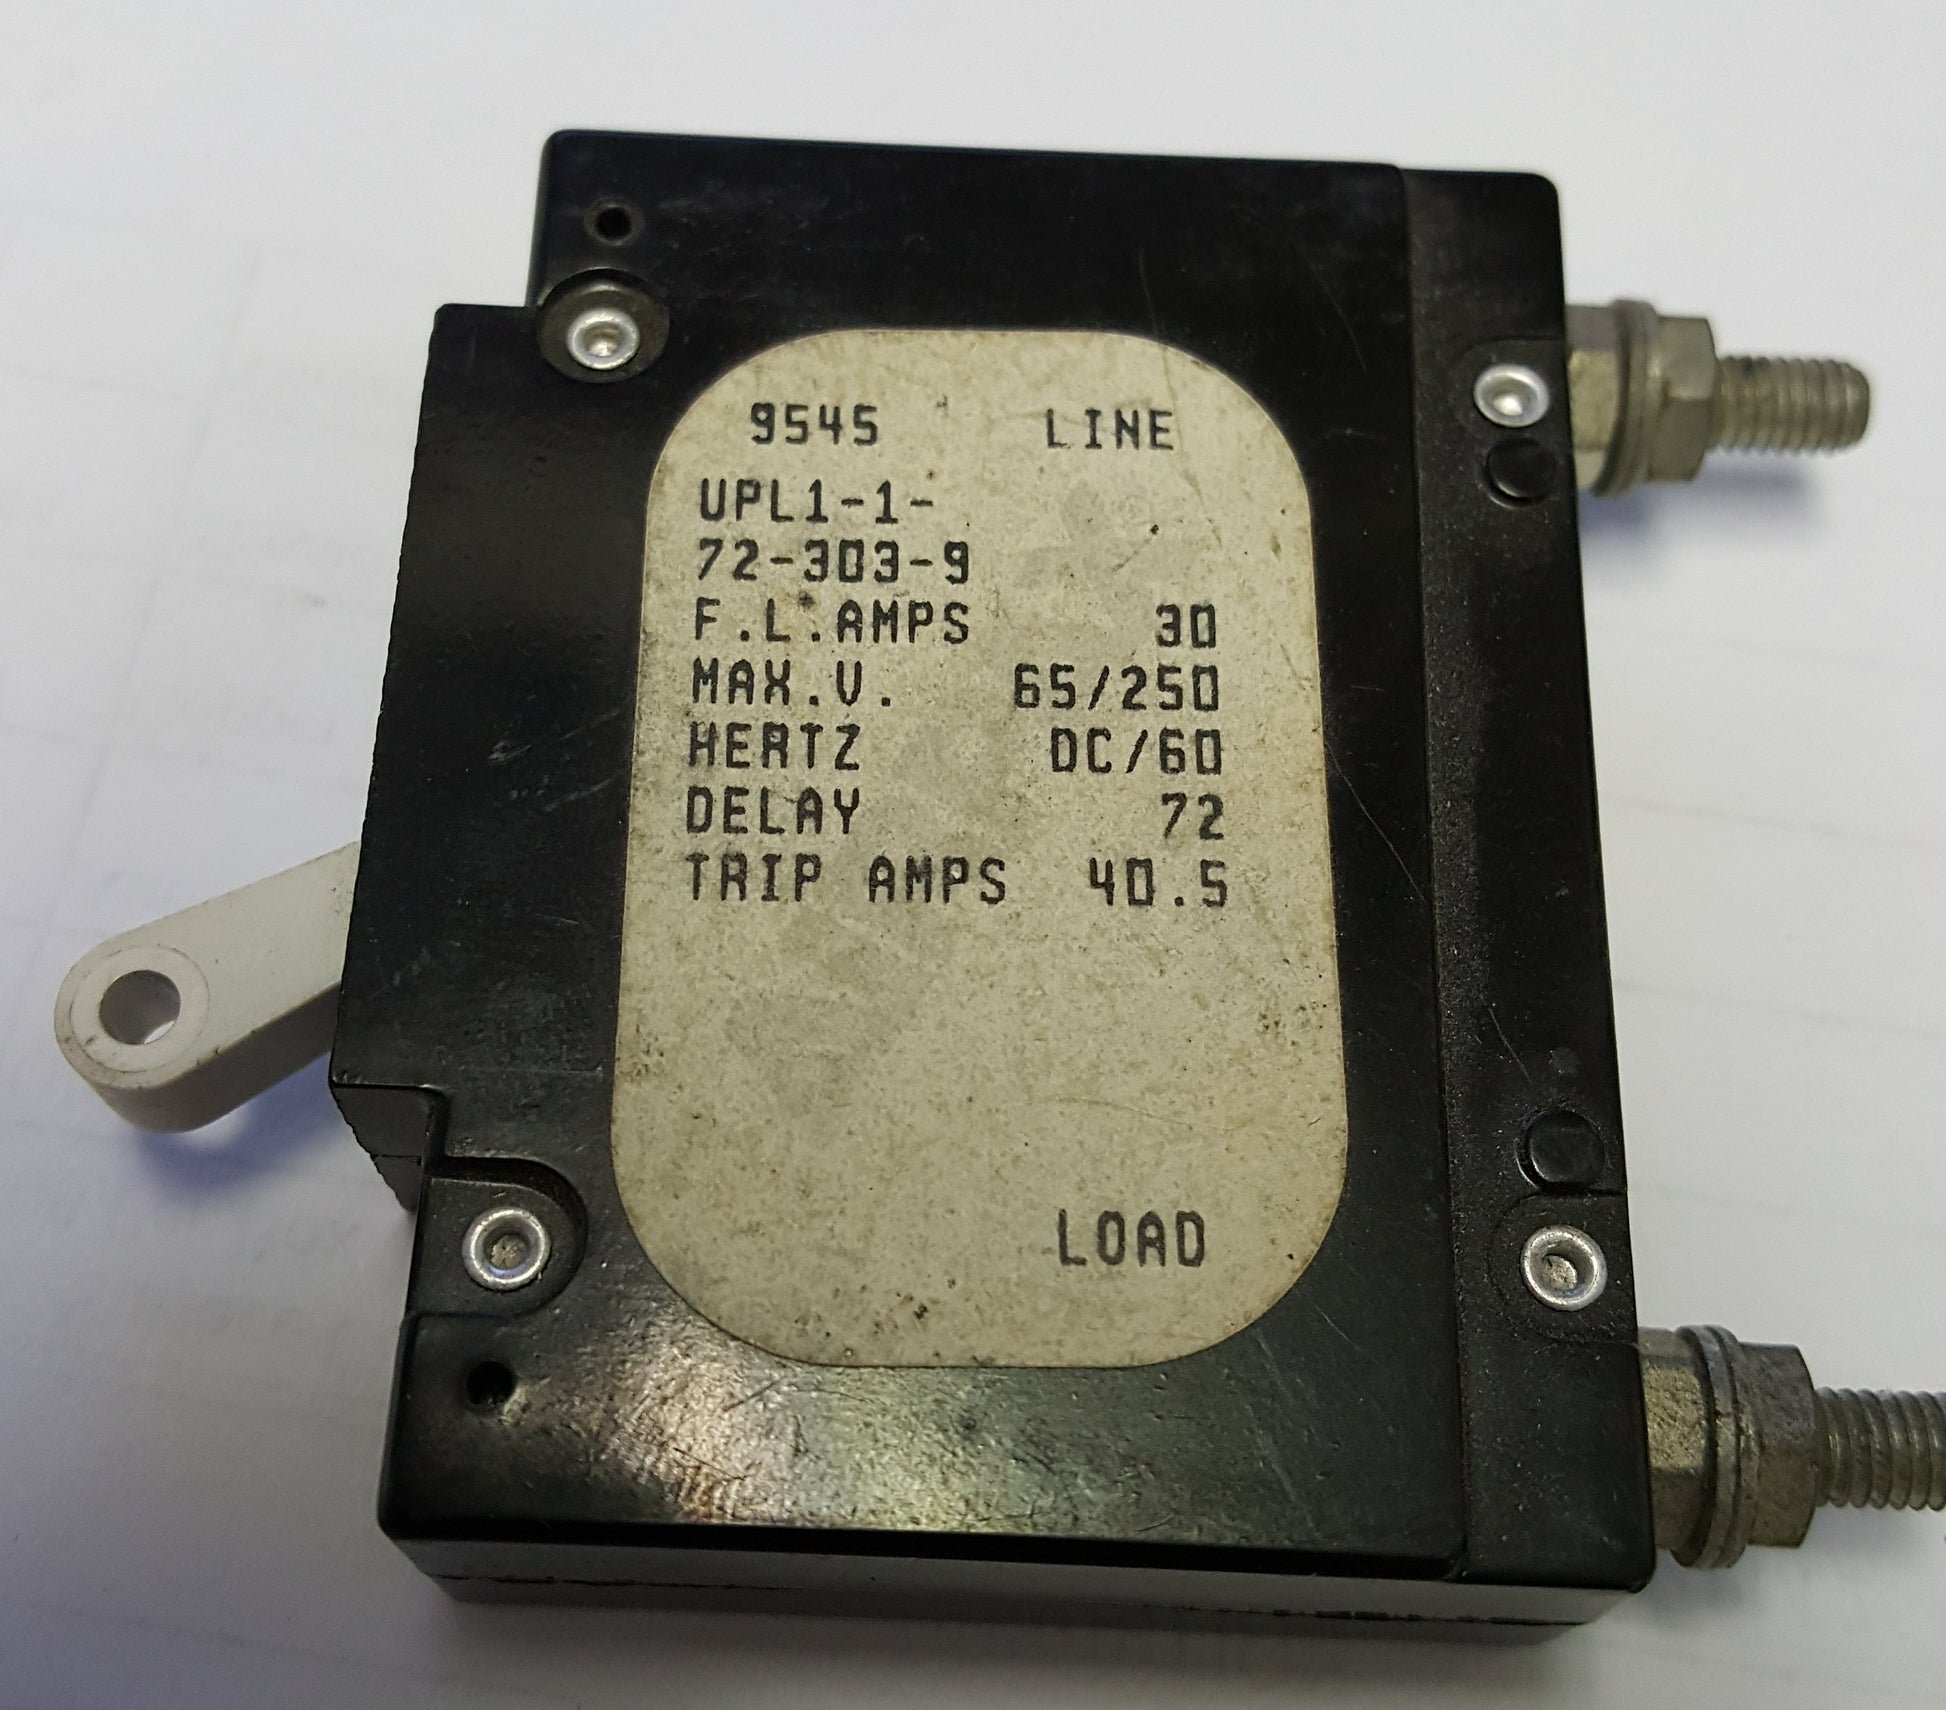 9545 LINE
UPL1-1-
72-303-9
F.L.AMPS 30
MAX.V. 65/250
HERTZ DC/60
DELAY 72
TRIP AMPS 40.5
LOAD